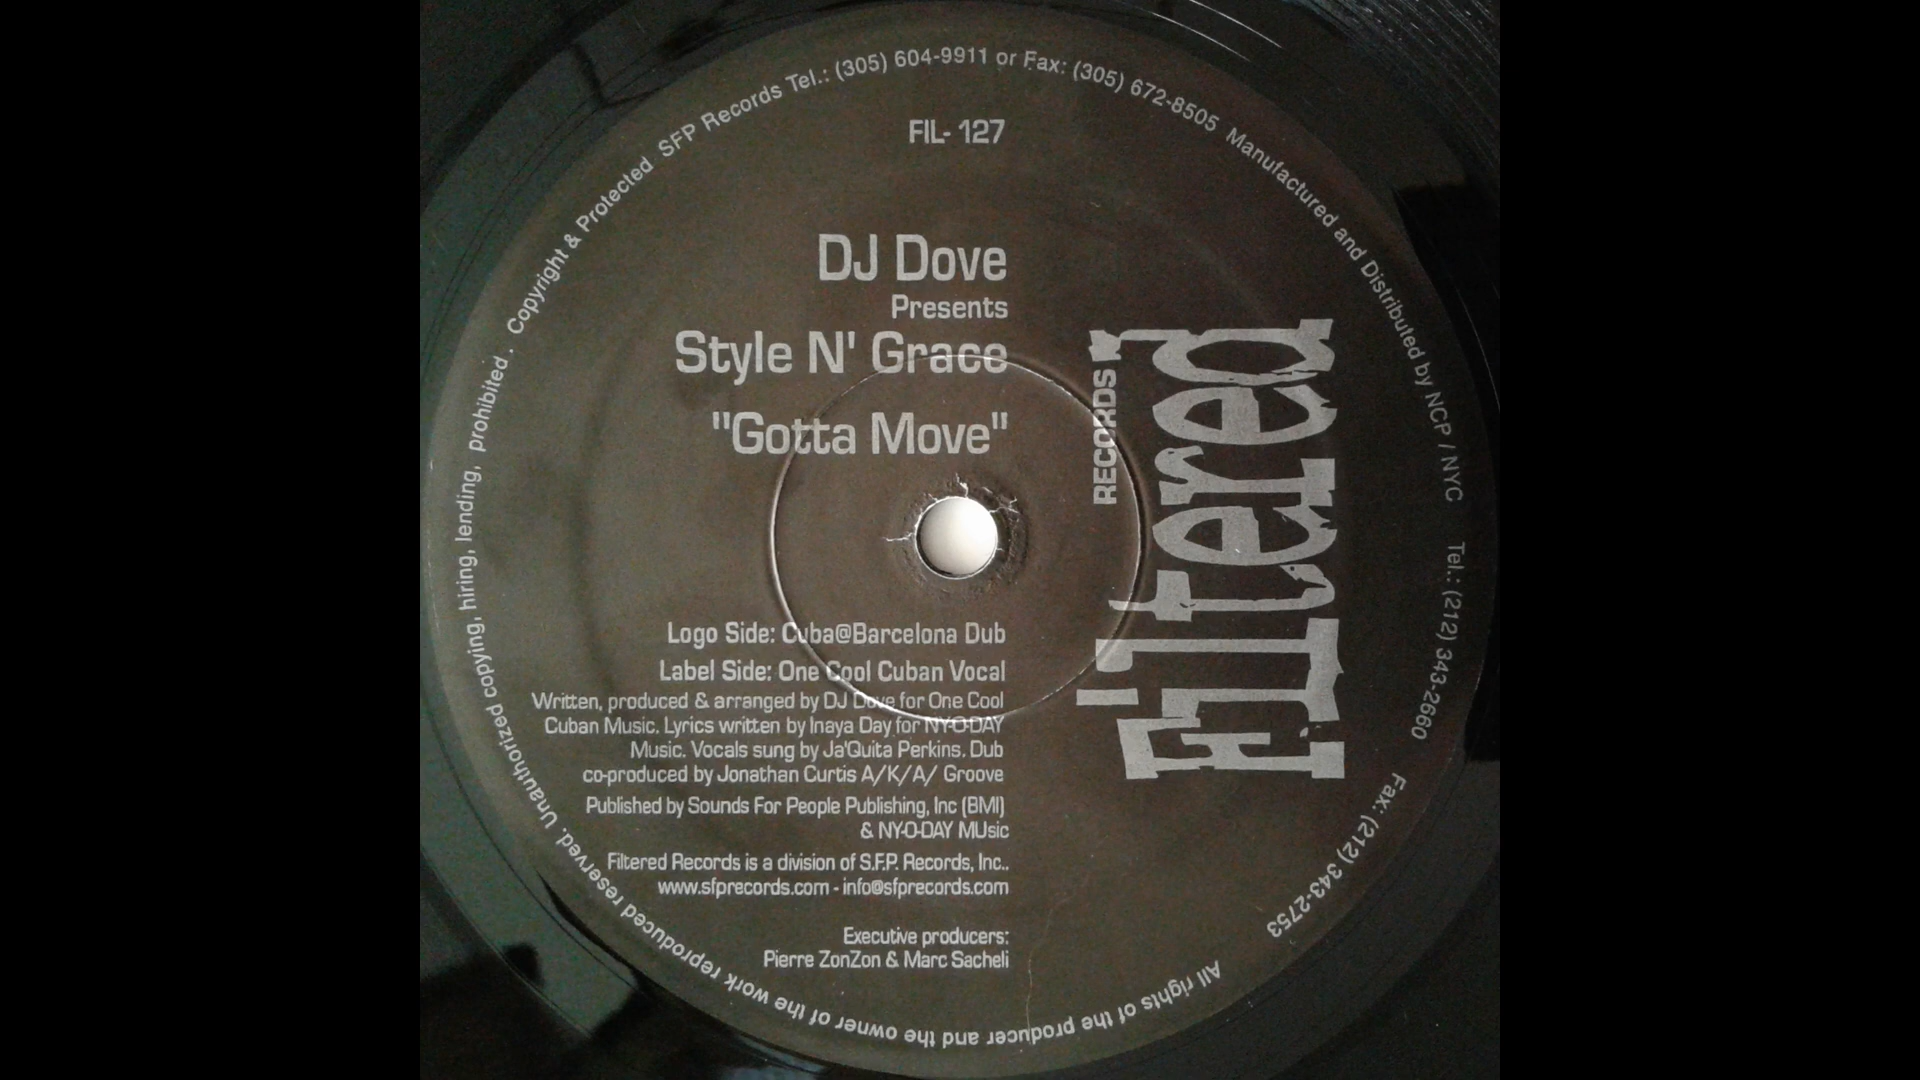 SFP Records Tel.: (305) 604-9911 or Fax: (305) 672-8505 Manufactured and Distributed by NCP / NYC Tel.: (212) 343-2660 Fax: (212) 343-2753
All rights of the producer and the owner of the work reproduced reserved. Unauthorized copying, hiring, lending, prohibited. Copyright & Protected
FIL- 127
DJ Dove
Presents
Style N' Grace
"Gotta Move"
Filtered
RECORDS
Logo Side: Cuba@Barcelona Dub
Label Side: One Cool Cuban Vocal
Written, produced & arranged by DJ Dove for One Cool
Cuban Music. Lyrics written by Inaya Day for NY-O-DAY
Music. Vocals sung by Ja'Quita Perkins. Dub
co-produced by Jonathan Curtis A/K/A/ Groove
Published by Sounds For People Publishing, Inc (BMI)
& NY-O-DAY MUsic
Filtered Records is a division of S.F.P. Records, Inc..
www.sfprecords.com - info@sfprecords.com
Executive producers:
Pierre ZonZon & Marc Sacheli